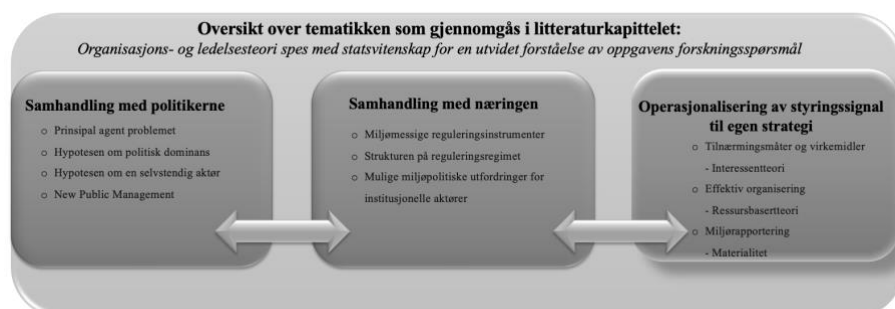 Oversikt over tematikken som gjennomgås i litteraturkapittelet:
Organisasjons- og ledelsesteori spes med statsvitenskap for en utvidet forståelse av oppgavens forskningsspørsmål
Samhandling med politikerne
o Prinsipal agent problemet
o Hypotesen om politisk dominans
o Hypotesen om en selvstendig aktør
o New Public Management
Samhandling med næringen
o Miljømessige reguleringsinstrumenter
o Strukturen på reguleringsregimet
o Mulige miljøpolitiske utfordringer for
institusjonelle aktører
Operasjonalisering av styringssignal
til egen strategi
o Tilnærmingsmåter og virkemidler
- Interessentteori
o Effektiv organisering
- Ressursbasertteori
o Miljørapportering
- Materialitet